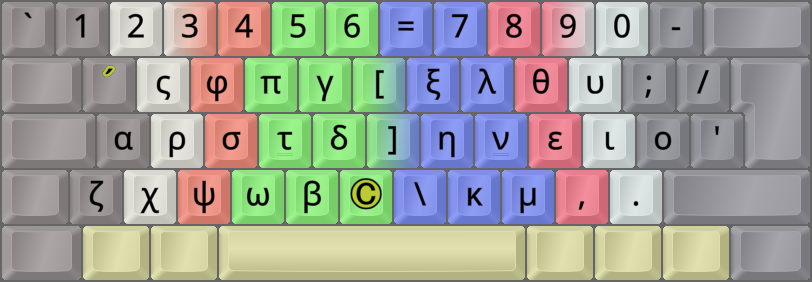 ` 1 2 3 4 5 6 = 7 8 9 0 -
΄ ς φ π γ [ ξ λ θ υ ; /
α ρ σ τ δ ] η ν ε ι ο '
ζ χ ψ ω β © \ κ μ , .